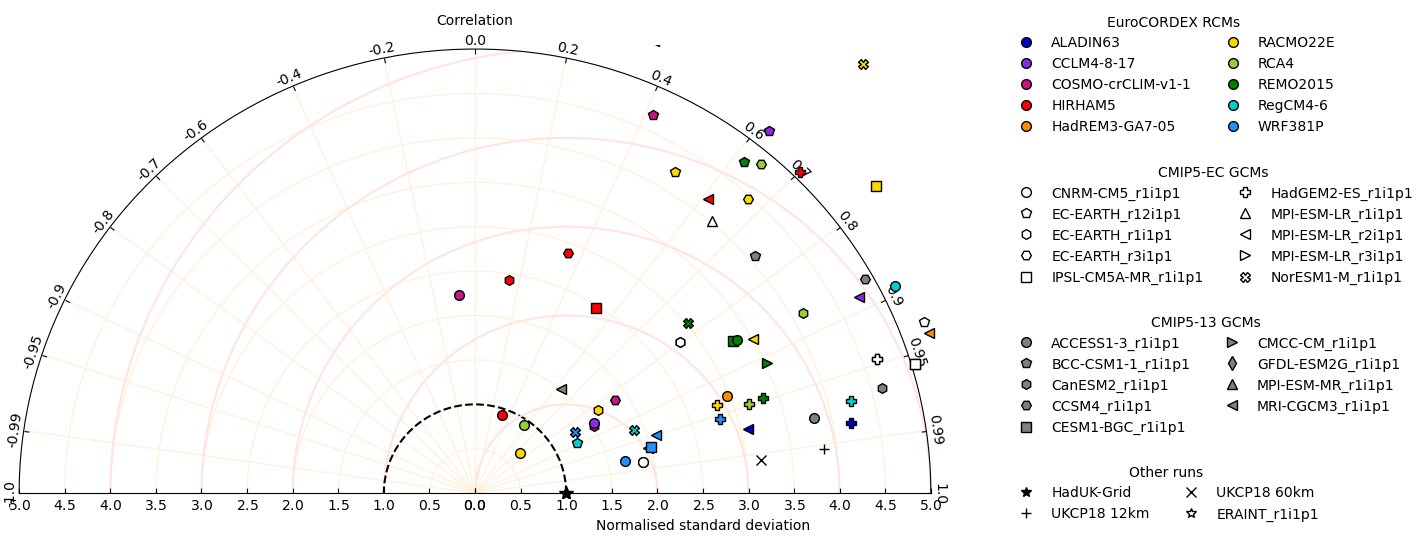 Correlation
0.0
-0.2
0.2
-0.4
0.4
-0.6
0.6
-0.7
0.7
-0.8
0.8
-0.9
0.9
-0.95
0.95
-0.99
0.99
-1.0
1.0
5.0 4.5 4.0 3.5 3.0 2.5 2.0 1.5 1.0 0.5 0.0 0.5 1.0 1.5 2.0 2.5 3.0 3.5 4.0 4.5 5.0
Normalised standard deviation
EuroCORDEX RCMs
ALADIN63 RACMO22E
CCLM4-8-17 RCA4
COSMO-crCLIM-v1-1 REMO2015
HIRHAM5 RegCM4-6
HadREM3-GA7-05 WRF381P
CMIP5-EC GCMs
CNRM-CM5_r1i1p1 HadGEM2-ES_r1i1p1
EC-EARTH_r12i1p1 MPI-ESM-LR_r1i1p1
EC-EARTH_r1i1p1 MPI-ESM-LR_r2i1p1
EC-EARTH_r3i1p1 MPI-ESM-LR_r3i1p1
IPSL-CM5A-MR_r1i1p1 NorESM1-M_r1i1p1
CMIP5-13 GCMs
ACCESS1-3_r1i1p1 CMCC-CM_r1i1p1
BCC-CSM1-1_r1i1p1 GFDL-ESM2G_r1i1p1
CanESM2_r1i1p1 MPI-ESM-MR_r1i1p1
CCSM4_r1i1p1 MRI-CGCM3_r1i1p1
CESM1-BGC_r1i1p1
Other runs
HadUK-Grid UKCP18 60km
UKCP18 12km ERAINT_r1i1p1